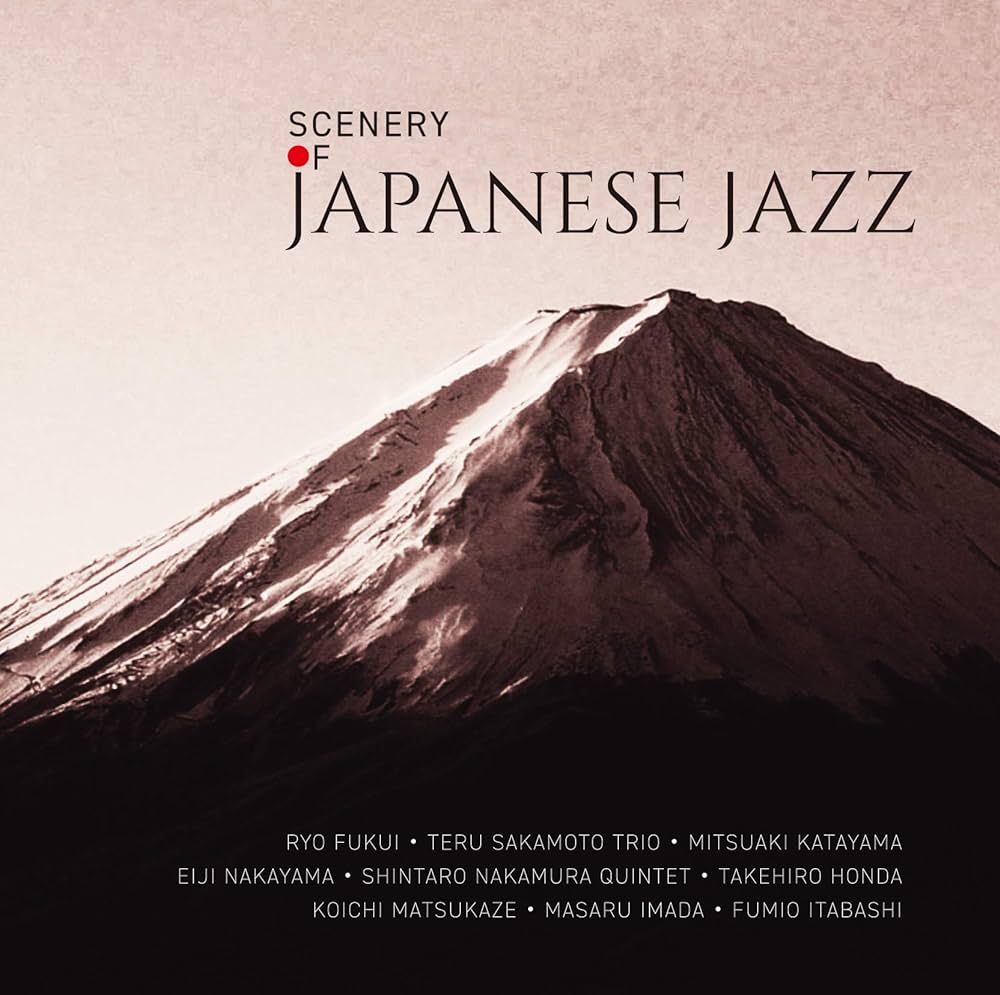 SCENERY
OF
JAPANESE JAZZ
RYO FUKUI • TERU SAKAMOTO TRIO • MITSUAKI KATAYAMA
EIJI NAKAYAMA • SHINTARO NAKAMURA QUINTET • TAKEHIRO HONDA
KOICHI MATSUKAZE • MASARU IMADA • FUMIO ITABASHI